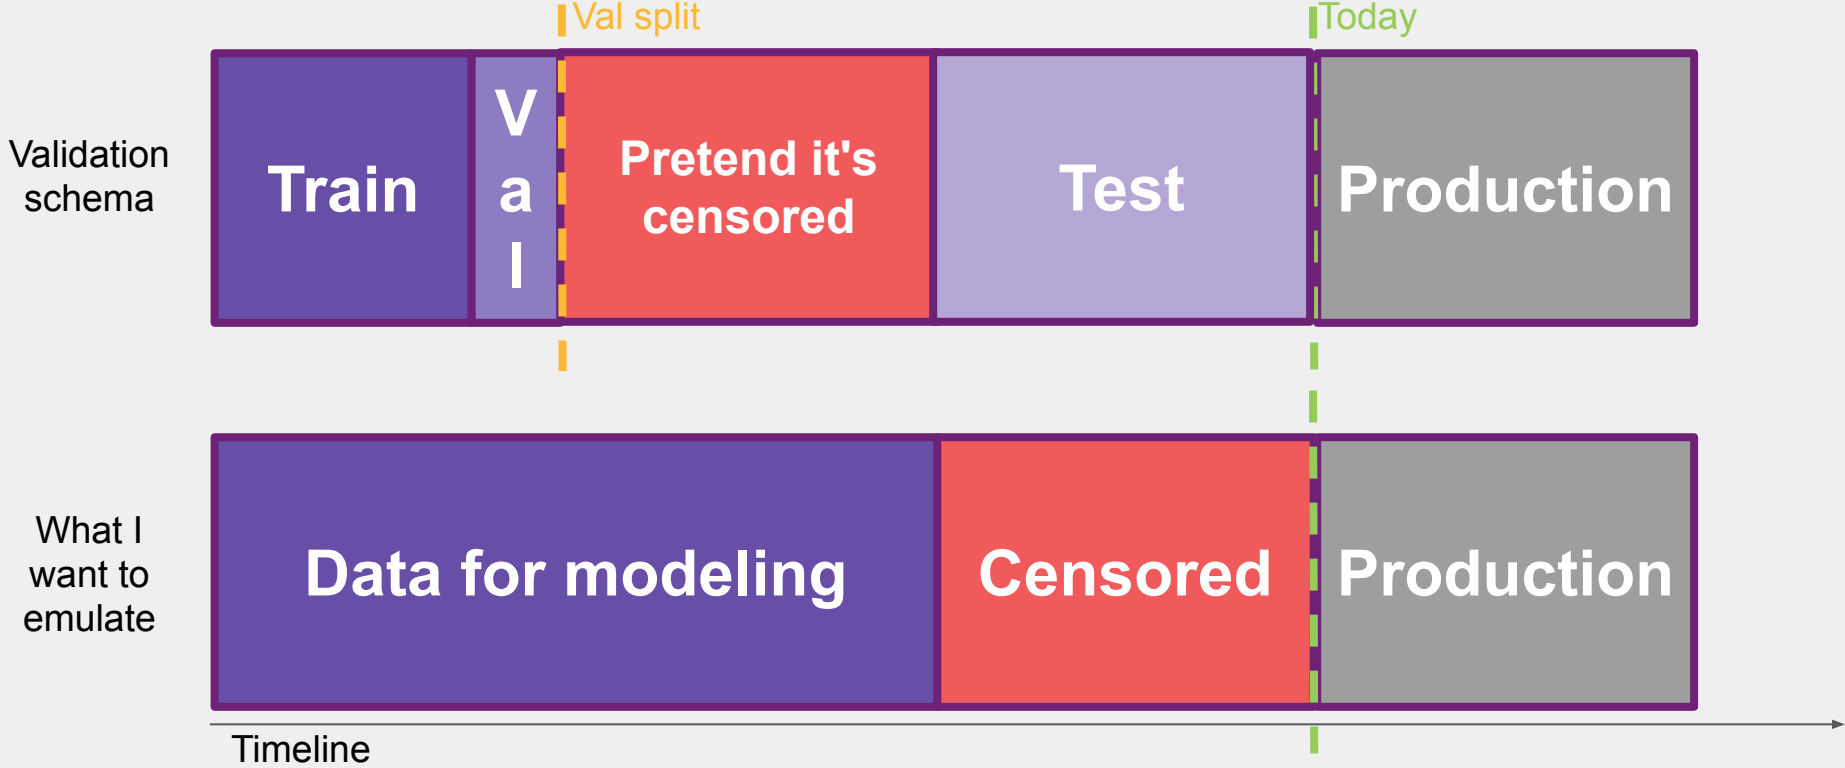 Val split
Today
Validation
schema
Train
Val
Pretend it's
censored
Test
Production
What I
want to
emulate
Data for modeling
Censored
Production
Timeline